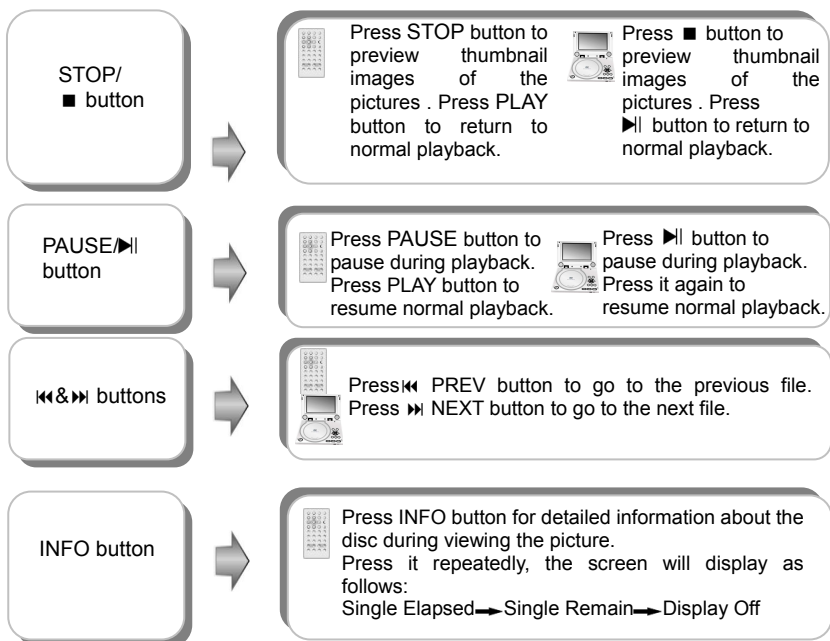 STOP/
■ button
Press STOP button to
preview thumbnail
images of the
pictures . Press PLAY
button to return to
normal playback.
Press ■ button to
preview thumbnail
images of the
pictures . Press
▶|| button to return to
normal playback.
PAUSE/▶||
button
Press PAUSE button to
pause during playback.
Press PLAY button to
resume normal playback.
Press ▶|| button to
pause during playback.
Press it again to
resume normal playback.
|◀◀&▶▶| buttons
Press|◀◀ PREV button to go to the previous file.
Press ▶▶| NEXT button to go to the next file.
INFO button
Press INFO button for detailed information about the
disc during viewing the picture.
Press it repeatedly, the screen will display as
follows:
Single Elapsed→Single Remain→Display Off